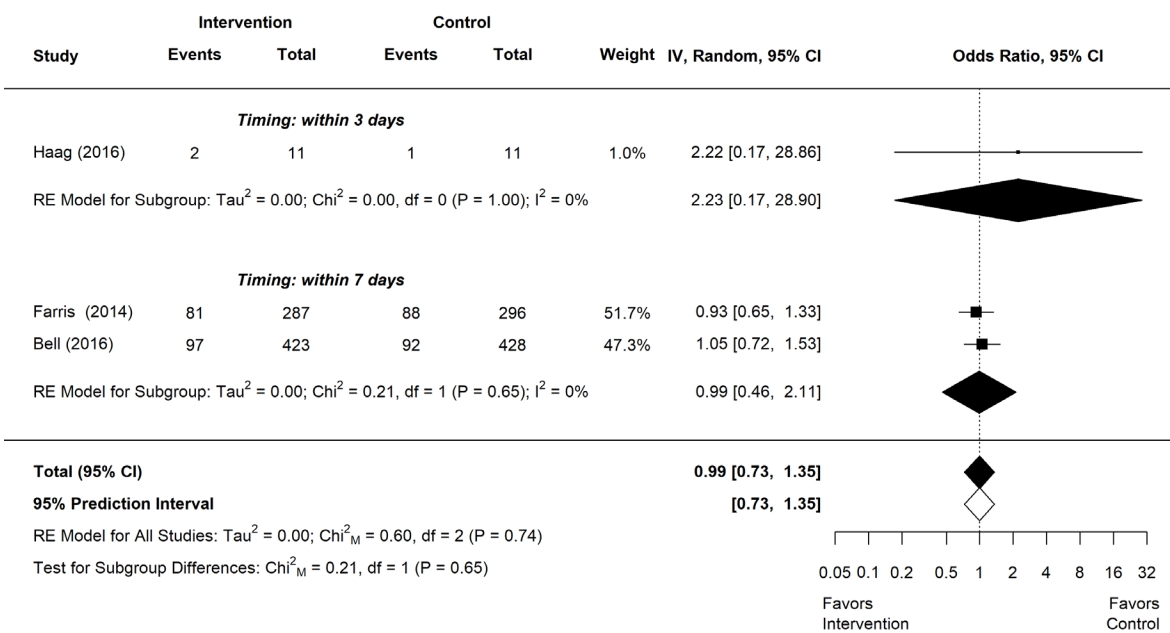 Intervention Control
Study Events Total Events Total Weight IV, Random, 95% CI Odds Ratio, 95% CI
Timing: within 3 days
Haag (2016) 2 11 1 11 1.0% 2.22 [0.17, 28.86]
RE Model for Subgroup: Tau² = 0.00; Chi² = 0.00, df = 0 (P = 1.00); I² = 0% 2.23 [0.17, 28.90]
Timing: within 7 days
Farris (2014) 81 287 88 296 51.7% 0.93 [0.65, 1.33]
Bell (2016) 97 423 92 428 47.3% 1.05 [0.72, 1.53]
RE Model for Subgroup: Tau² = 0.00; Chi² = 0.21, df = 1 (P = 0.65); I² = 0% 0.99 [0.46, 2.11]
Total (95% CI) 0.99 [0.73, 1.35]
95% Prediction Interval [0.73, 1.35]
RE Model for All Studies: Tau² = 0.00; Chi²M = 0.60, df = 2 (P = 0.74)
Test for Subgroup Differences: Chi²M = 0.21, df = 1 (P = 0.65)
0.05 0.1 0.2 0.5 1 2 4 8 16 32
Favors Favors
Intervention Control